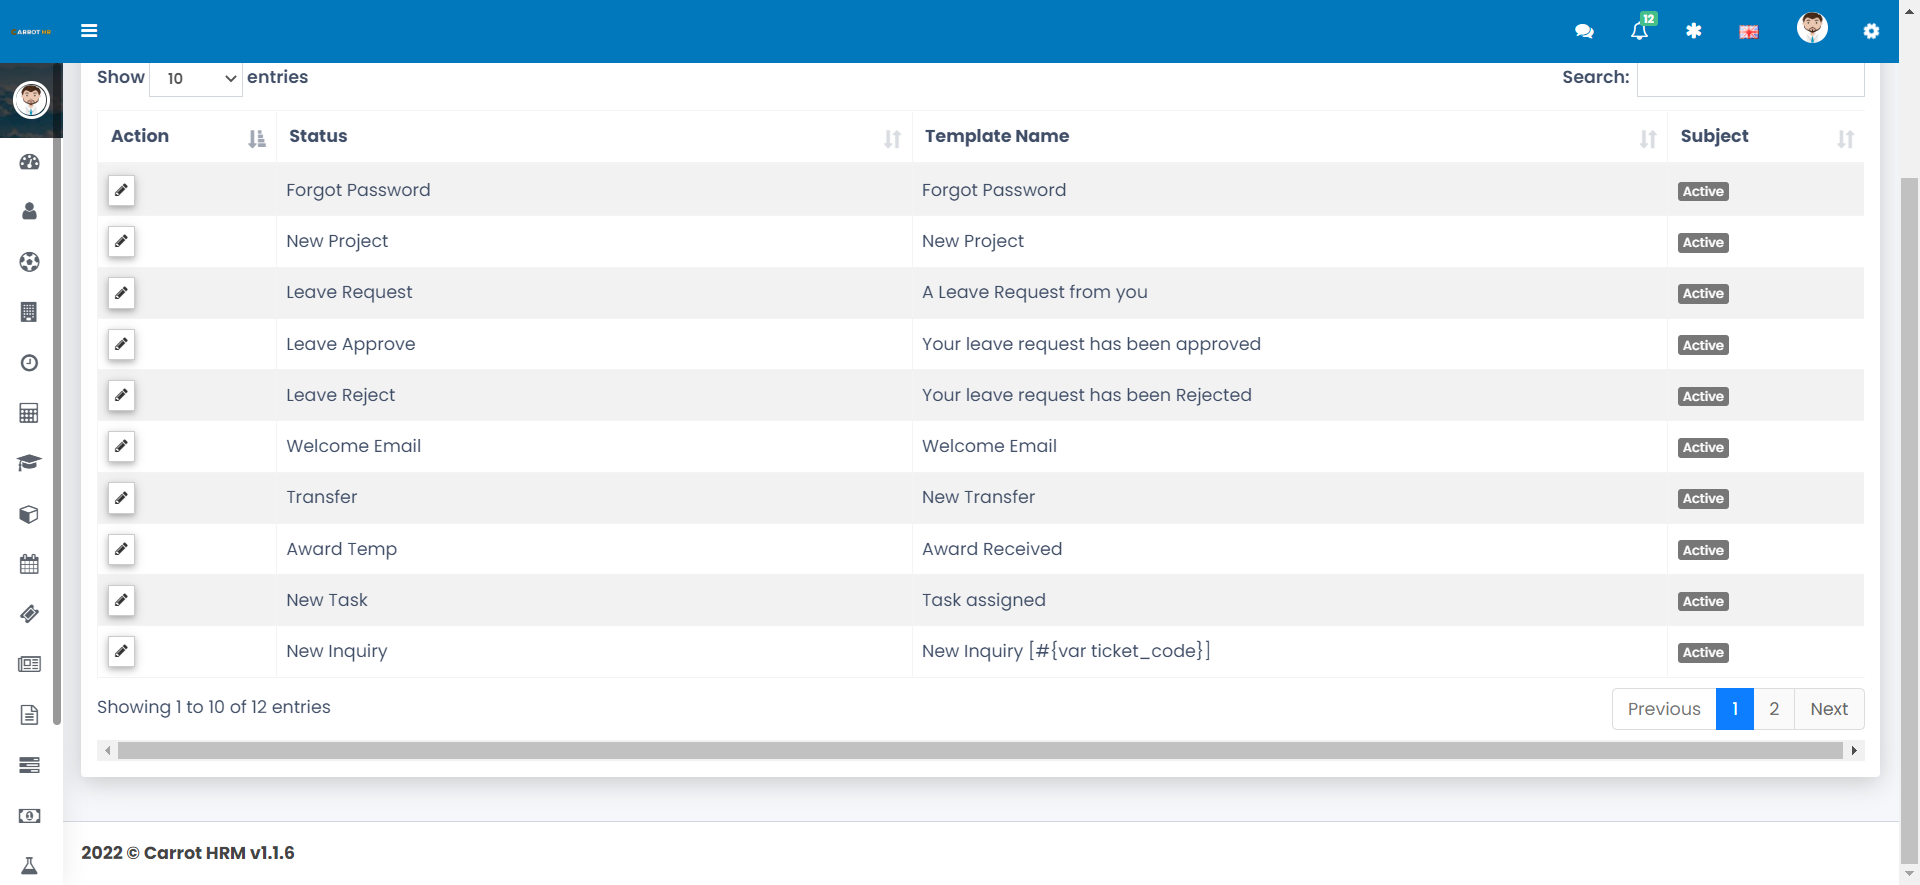 ARROT HR
12
Show 10 entries
Search:
Action Status Template Name Subject
Forgot Password Forgot Password Active
New Project New Project Active
Leave Request A Leave Request from you Active
Leave Approve Your leave request has been approved Active
Leave Reject Your leave request has been Rejected Active
Welcome Email Welcome Email Active
Transfer New Transfer Active
Award Temp Award Received Active
New Task Task assigned Active
New Inquiry New Inquiry [#{var ticket_code}] Active
Showing 1 to 10 of 12 entries
Previous 1 2 Next
2022 © Carrot HRM v1.1.6